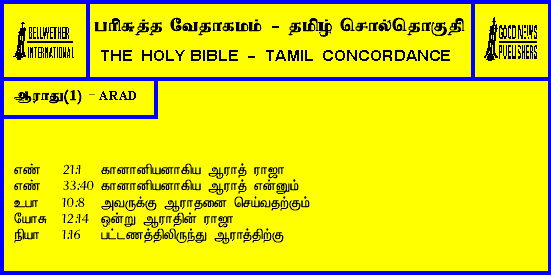 BELLWETHER INTERNATIONAL
பரிசுத்த வேதாகமம் - தமிழ் சொல்தொகுதி
THE HOLY BIBLE - TAMIL CONCORDANCE
GOOD NEWS PUBLISHERS
ஆராது(1) - ARAD
எண் 21:1 கானானியனாகிய ஆராத் ராஜா
எண் 33:40 கானானியனாகிய ஆராத் என்னும்
உபா 10:8 அவருக்கு ஆராதனை செய்வதற்கும்
யோசு 12:14 ஒன்று ஆராதின் ராஜா
நியா 1:16 பட்டணத்திலிருந்து ஆராத்திற்கு